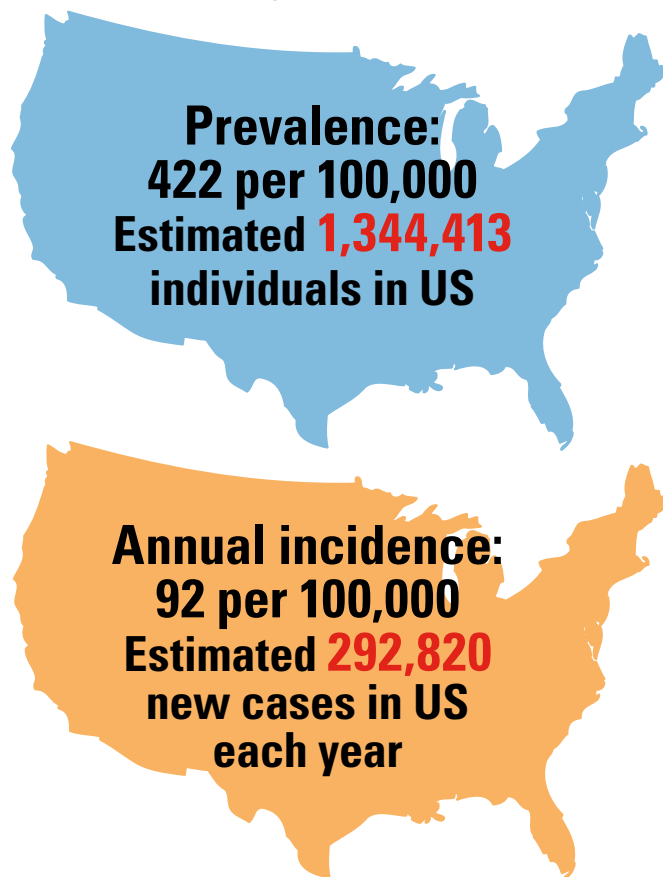 Prevalence:
422 per 100,000
Estimated 1,344,413
individuals in US
Annual incidence:
92 per 100,000
Estimated 292,820
new cases in US
each year